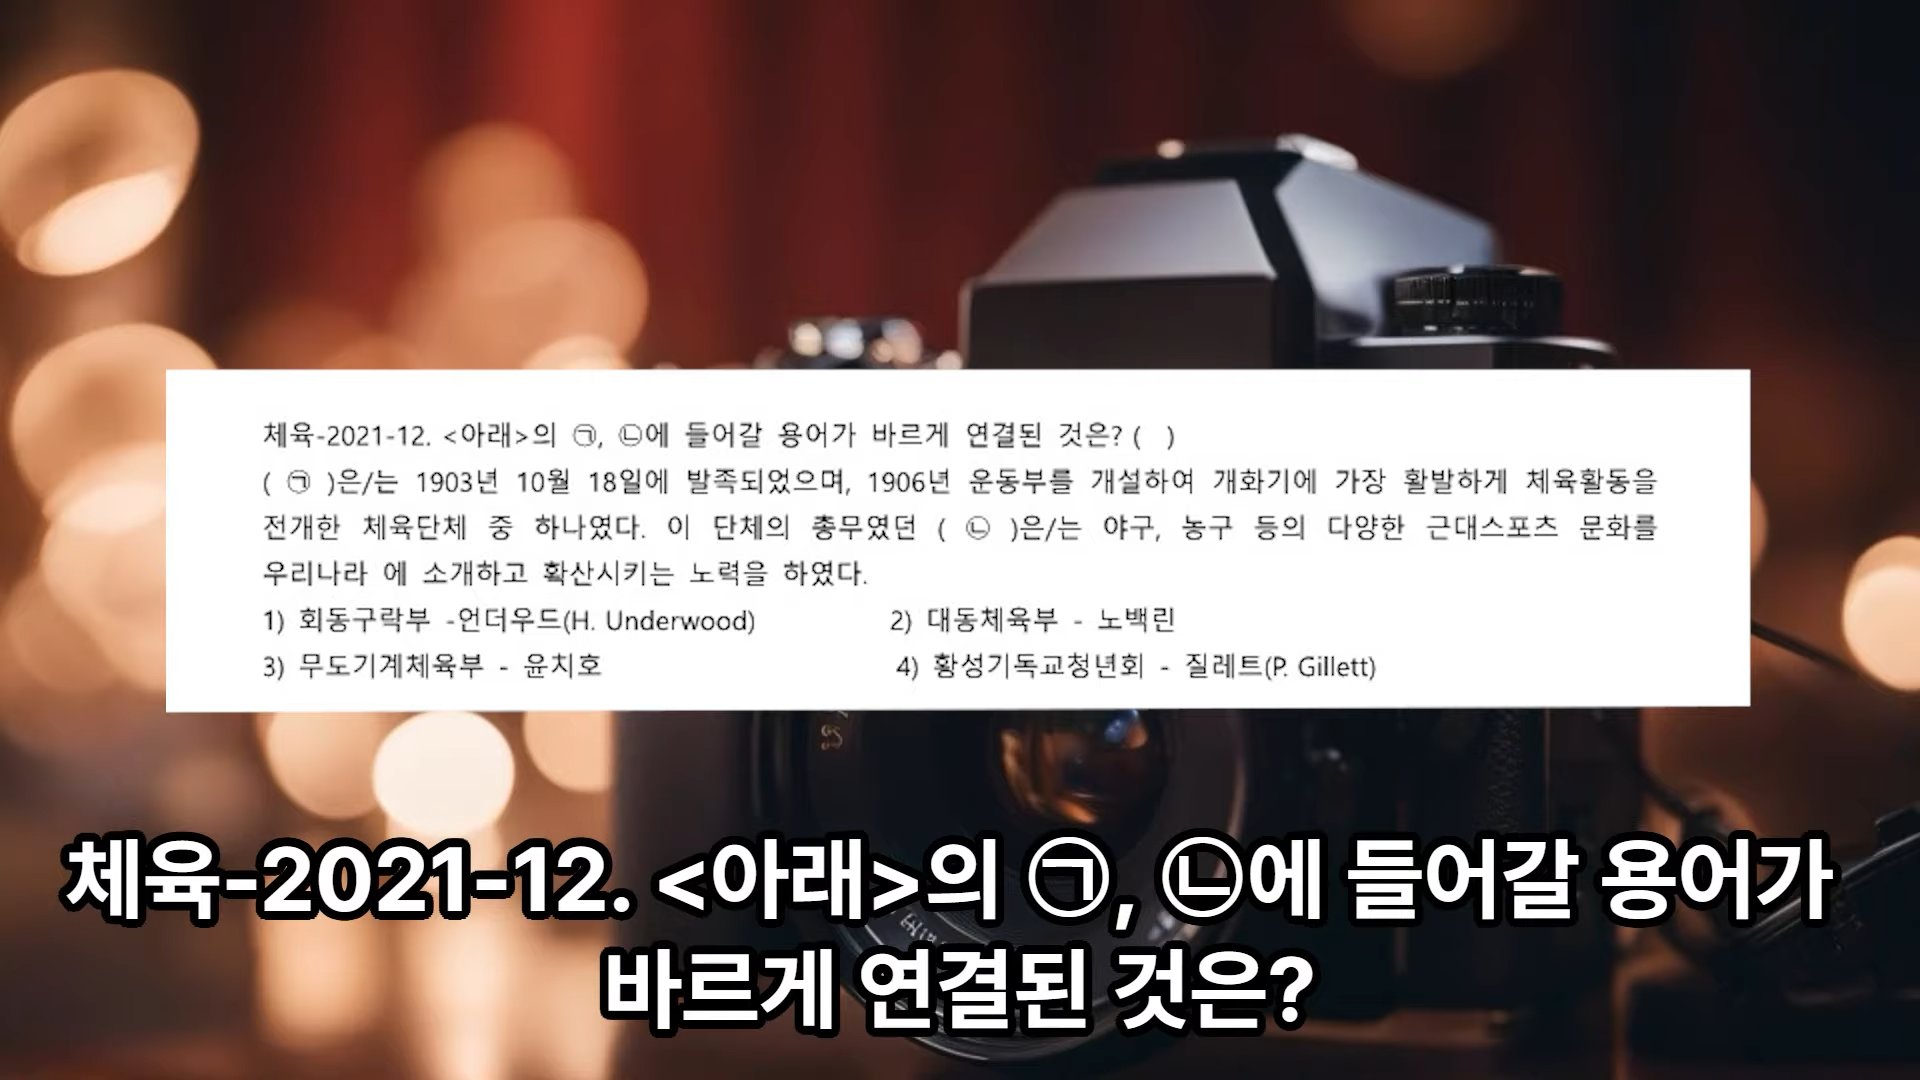 체육-2021-12. <아래>의 ㉠, ㉡에 들어갈 용어가 바르게 연결된 것은? (  )
( ㉠ )은/는 1903년 10월 18일에 발족되었으며, 1906년 운동부를 개설하여 개화기에 가장 활발하게 체육활동을
전개한 체육단체 중 하나였다. 이 단체의 총무였던 ( ㉡ )은/는 야구, 농구 등의 다양한 근대스포츠 문화를
우리나라 에 소개하고 확산시키는 노력을 하였다.
1) 회동구락부 -언더우드(H. Underwood) 2) 대동체육부 - 노백린
3) 무도기계체육부 - 윤치호 4) 황성기독교청년회 - 질레트(P. Gillett)
체육-2021-12. <아래>의 ㉠, ㉡에 들어갈 용어가
바르게 연결된 것은?